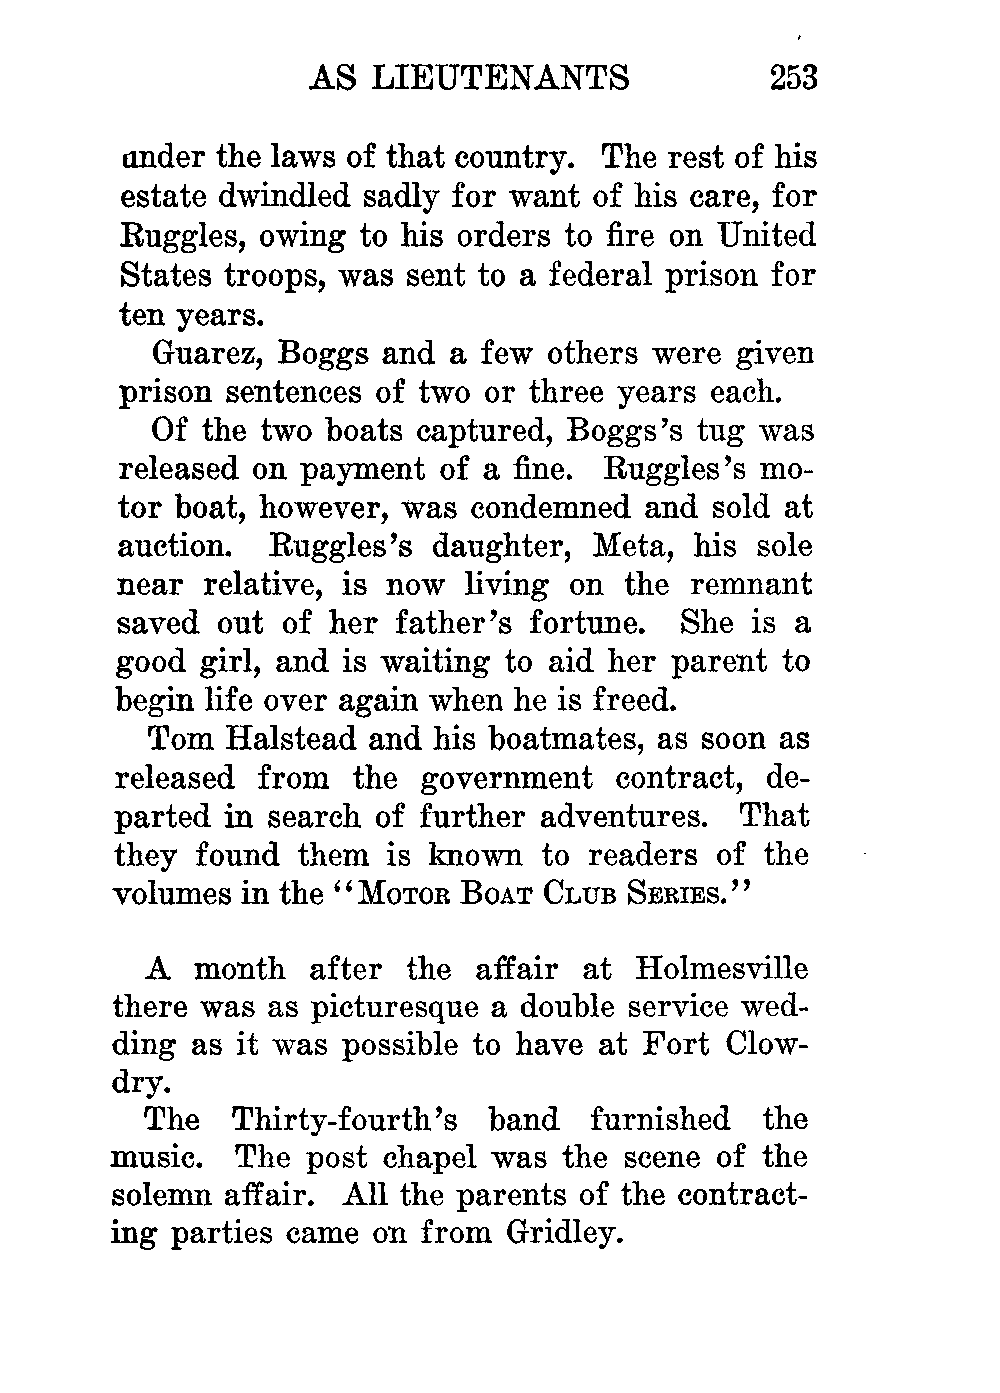 AS LIEUTENANTS 253
under the laws of that country. The rest of his
estate dwindled sadly for want of his care, for
Ruggles, owing to his orders to fire on United
States troops, was sent to a federal prison for
ten years.
Guarez, Boggs and a few others were given
prison sentences of two or three years each.
Of the two boats captured, Boggs's tug was
released on payment of a fine. Ruggles's mo-
tor boat, however, was condemned and sold at
auction. Ruggles's daughter, Meta, his sole
near relative, is now living on the remnant
saved out of her father's fortune. She is a
good girl, and is waiting to aid her parent to
begin life over again when he is freed.
Tom Halstead and his boatmates, as soon as
released from the government contract, de-
parted in search of further adventures. That
they found them is known to readers of the
volumes in the “Motor Boat Club Series.”
A month after the affair at Holmesville
there was as picturesque a double service wed-
ding as it was possible to have at Fort Clow-
dry.
The Thirty-fourth's band furnished the
music. The post chapel was the scene of the
solemn affair. All the parents of the contract-
ing parties came on from Gridley.